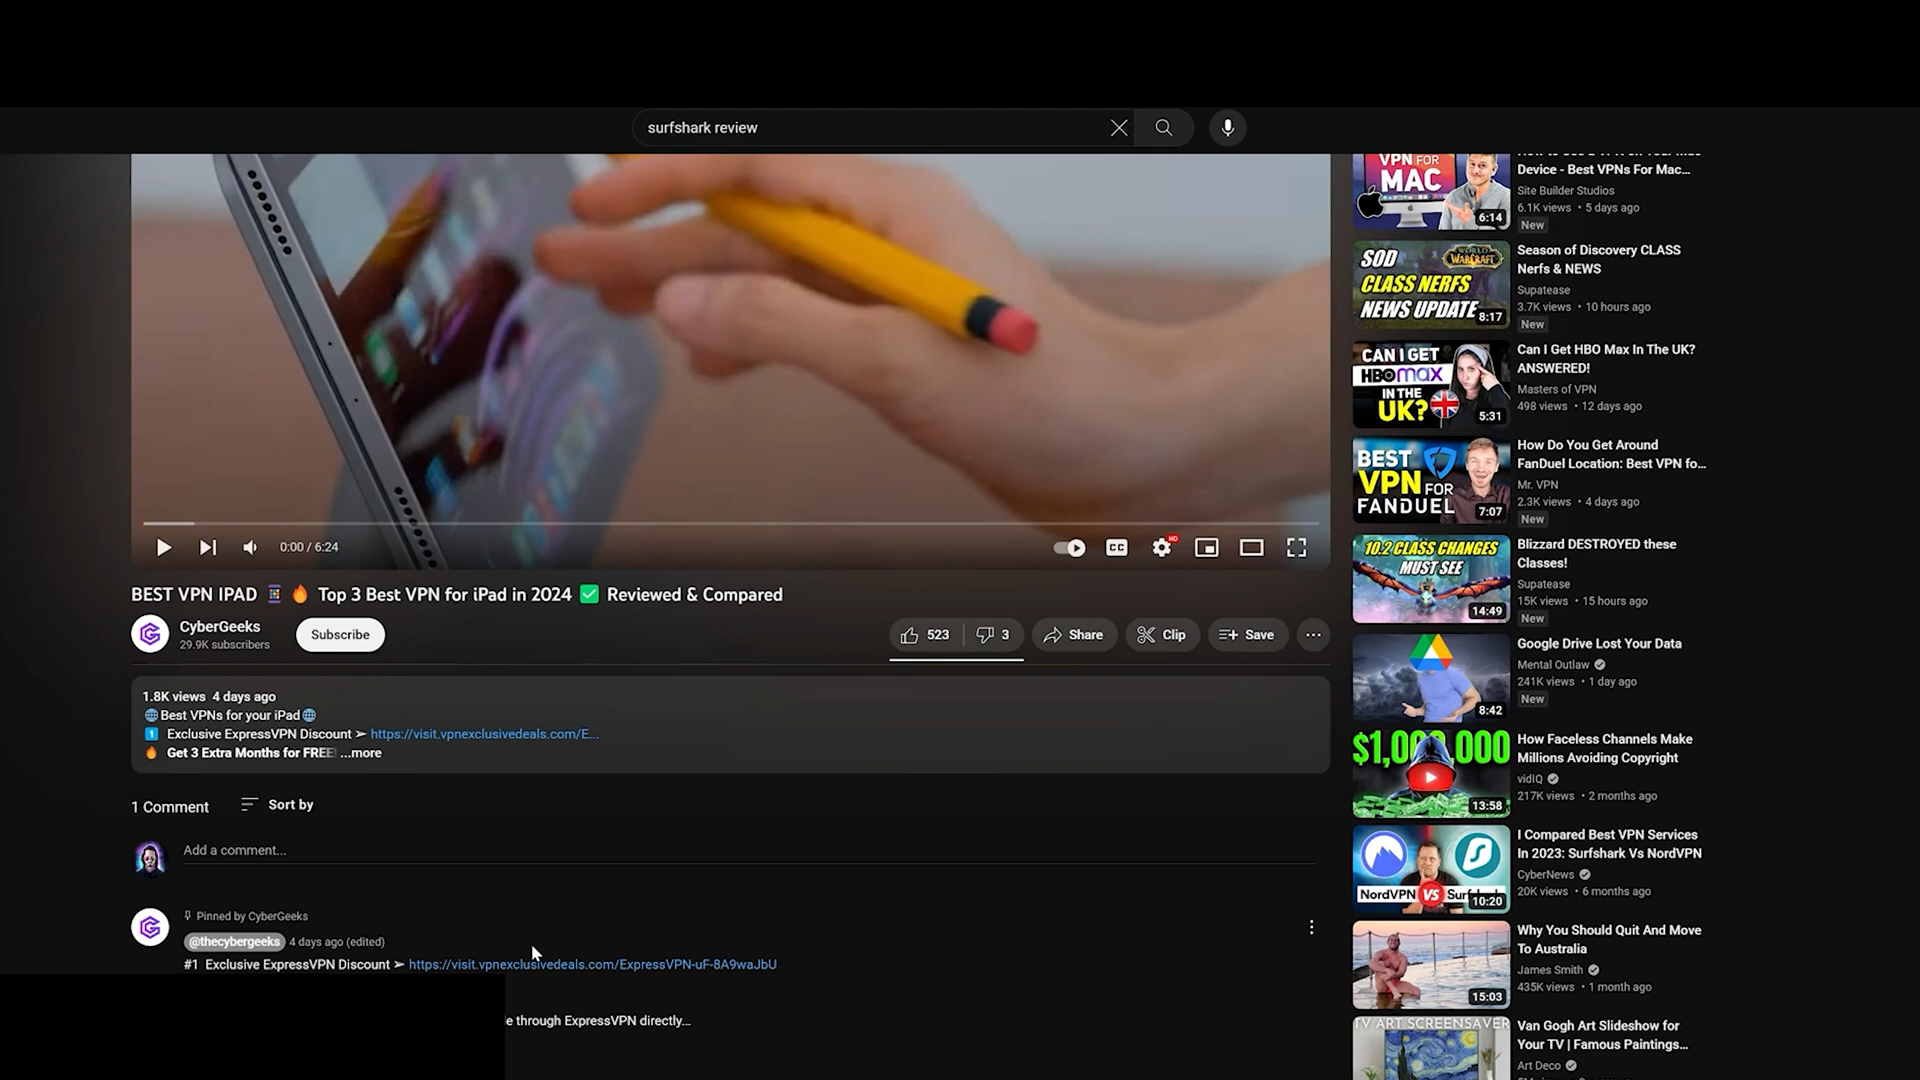 surfshark review
0:00 / 6:24
CC
HD
BEST VPN IPAD 📱 🔥 Top 3 Best VPN for iPad in 2024 ✅ Reviewed & Compared
CyberGeeks
29.9K subscribers
Subscribe
523
3
Share
Clip
Save
1.8K views 4 days ago
🌐Best VPNs for your iPad🌐
1️⃣ Exclusive ExpressVPN Discount ➣ https://visit.vpnexclusivedeals.com/E...
🔥 Get 3 Extra Months for FREE! ...more
1 Comment
Sort by
Add a comment...
Pinned by CyberGeeks
@thecybergeeks 4 days ago (edited)
#1 Exclusive ExpressVPN Discount ➣ https://visit.vpnexclusivedeals.com/ExpressVPN-uF-8A9waJbU
e through ExpressVPN directly...
VPN FOR
MAC
6:14
Device - Best VPNs For Mac...
Site Builder Studios
6.1K views • 5 days ago
New
SOD
WORLD
WARCRAFT
CLASS NERFS
NEWS UPDATE
8:17
Season of Discovery CLASS
Nerfs & NEWS
Supatease
3.7K views • 10 hours ago
New
CAN I GET
HBOmax
IN THE
UK?
5:31
Can I Get HBO Max In The UK?
ANSWERED!
Masters of VPN
498 views • 12 days ago
BEST
VPN FOR
FANDUEL
7:07
How Do You Get Around
FanDuel Location: Best VPN fo...
Mr. VPN
2.3K views • 4 days ago
New
10.2 CLASS CHANGES
MUST SEE
14:49
Blizzard DESTROYED these
Classes!
Supatease
15K views • 15 hours ago
New
8:42
Google Drive Lost Your Data
Mental Outlaw
241K views • 1 day ago
New
13:58
How Faceless Channels Make
Millions Avoiding Copyright
vidIQ
217K views • 2 months ago
NordVPN VS
10:20
I Compared Best VPN Services
In 2023: Surfshark Vs NordVPN
CyberNews
20K views • 6 months ago
15:03
Why You Should Quit And Move
To Australia
James Smith
435K views • 1 month ago
TV ART SCREENSAVER
Van Gogh Art Slideshow for
Your TV | Famous Paintings...
Art Deco